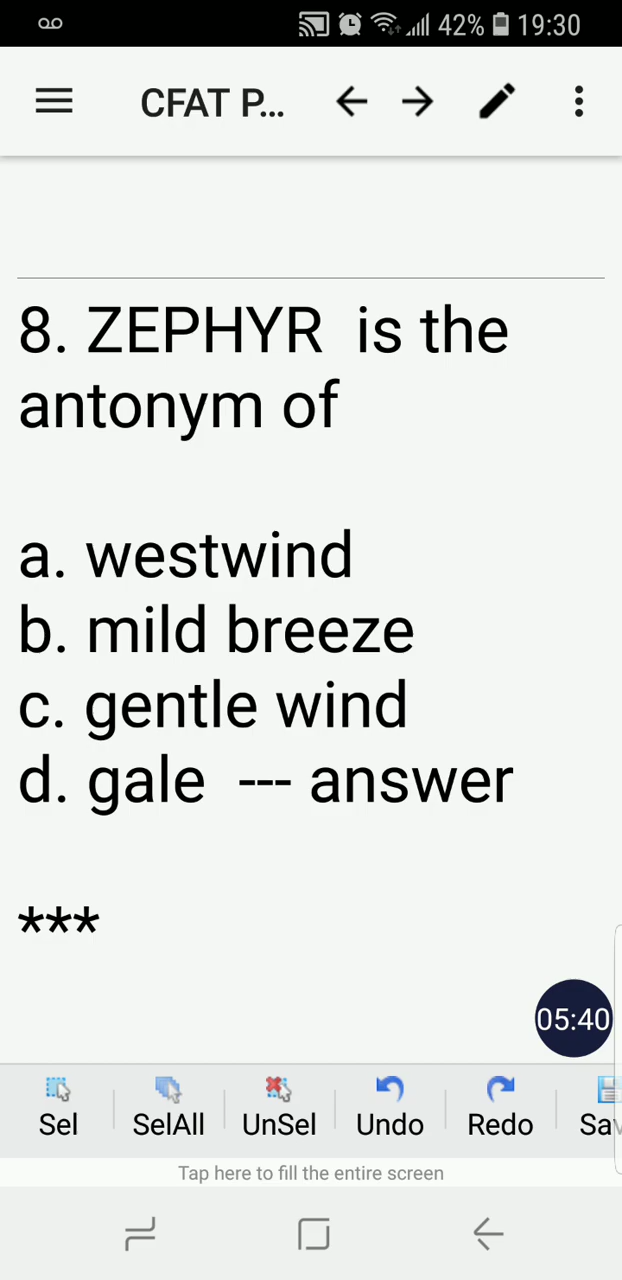 42% 19:30
CFAT P...
8. ZEPHYR is the
antonym of
a. westwind
b. mild breeze
c. gentle wind
d. gale --- answer
***
05:40
Sel SelAll UnSel Undo Redo Sav
Tap here to fill the entire screen